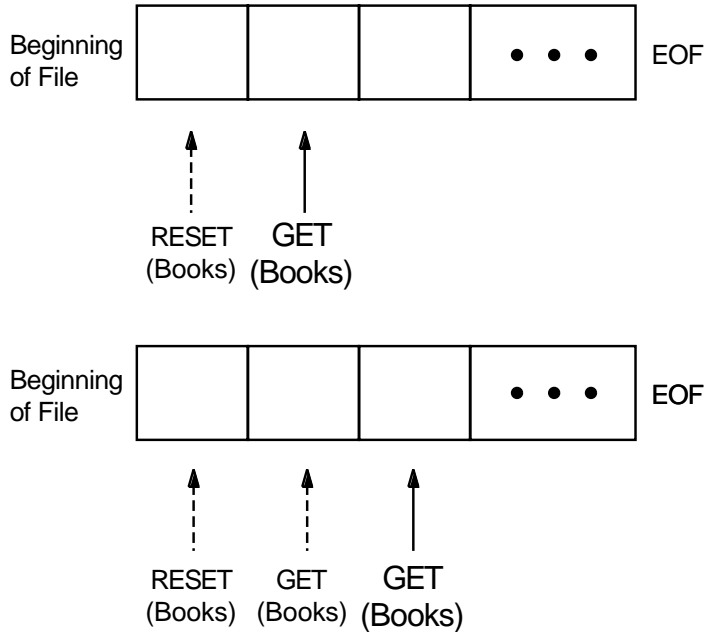 Beginning
of File
EOF
RESET
(Books)
GET
(Books)
Beginning
of File
EOF
RESET
(Books)
GET
(Books)
GET
(Books)